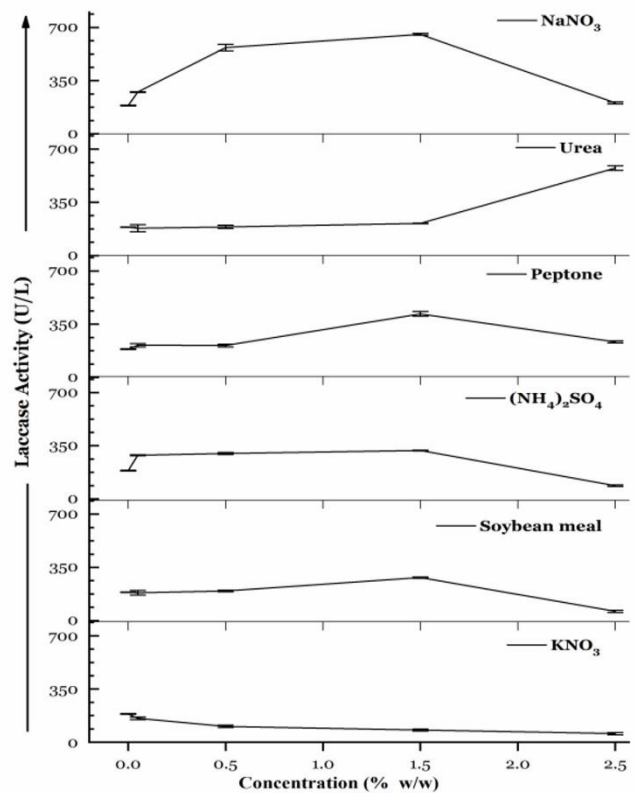 Laccase Activity (U/L)
700
NaNO₃
350
0
700
Urea
350
0
700
Peptone
350
0
700
(NH₄)₂SO₄
350
0
700
Soybean meal
350
0
700
KNO₃
350
0
0.0 0.5 1.0 1.5 2.0 2.5
Concentration (% w/w)